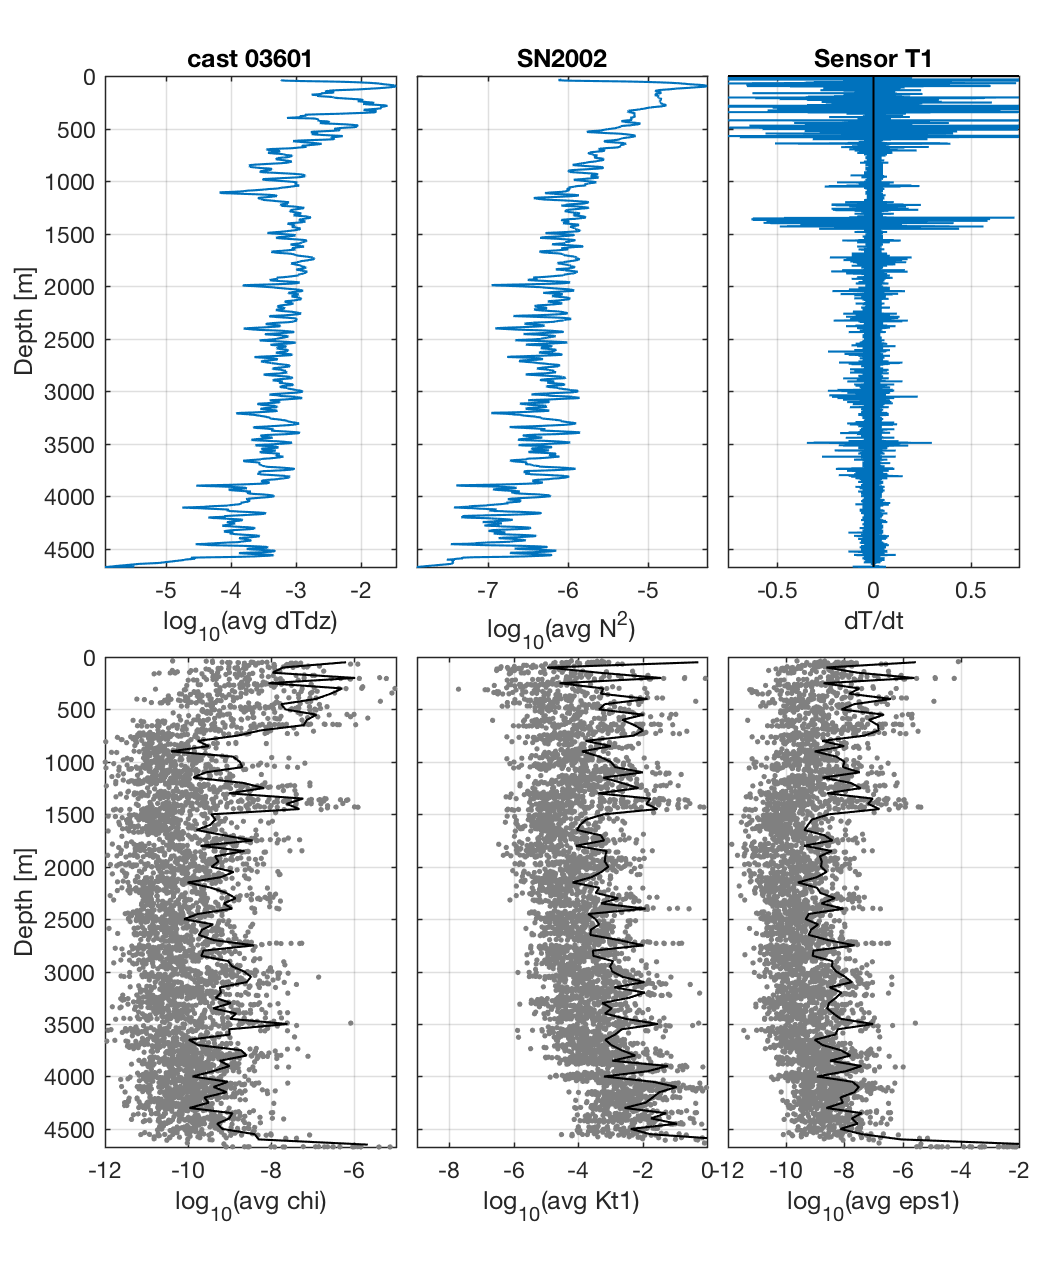 cast 03601 SN2002 Sensor T1
0
500
1000
1500
2000
2500
3000
3500
4000
4500
Depth [m]
-5 -4 -3 -2 -7 -6 -5 -0.5 0 0.5
log10(avg dTdz) log10(avg N2) dT/dt
0
500
1000
1500
2000
2500
3000
3500
4000
4500
Depth [m]
-12 -10 -8 -6 -8 -6 -4 -2 0 -12 -10 -8 -6 -4 -2
log10(avg chi) log10(avg Kt1) log10(avg eps1)